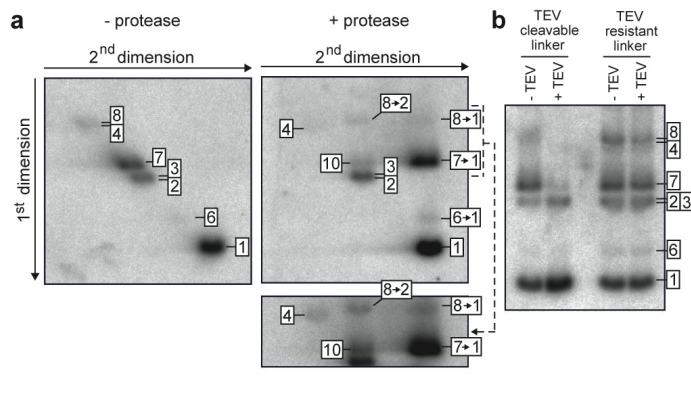 a
- protease
2nd dimension
1st dimension
8
4
7
3
2
6
1
+ protease
2nd dimension
8→2
4
8→1
10
3
2
7→1
6→1
1
8→2
4
8→1
10
7→1
b
TEV cleavable linker
TEV resistant linker
- TEV
+ TEV
- TEV
+ TEV
8
4
7
2 3
6
1